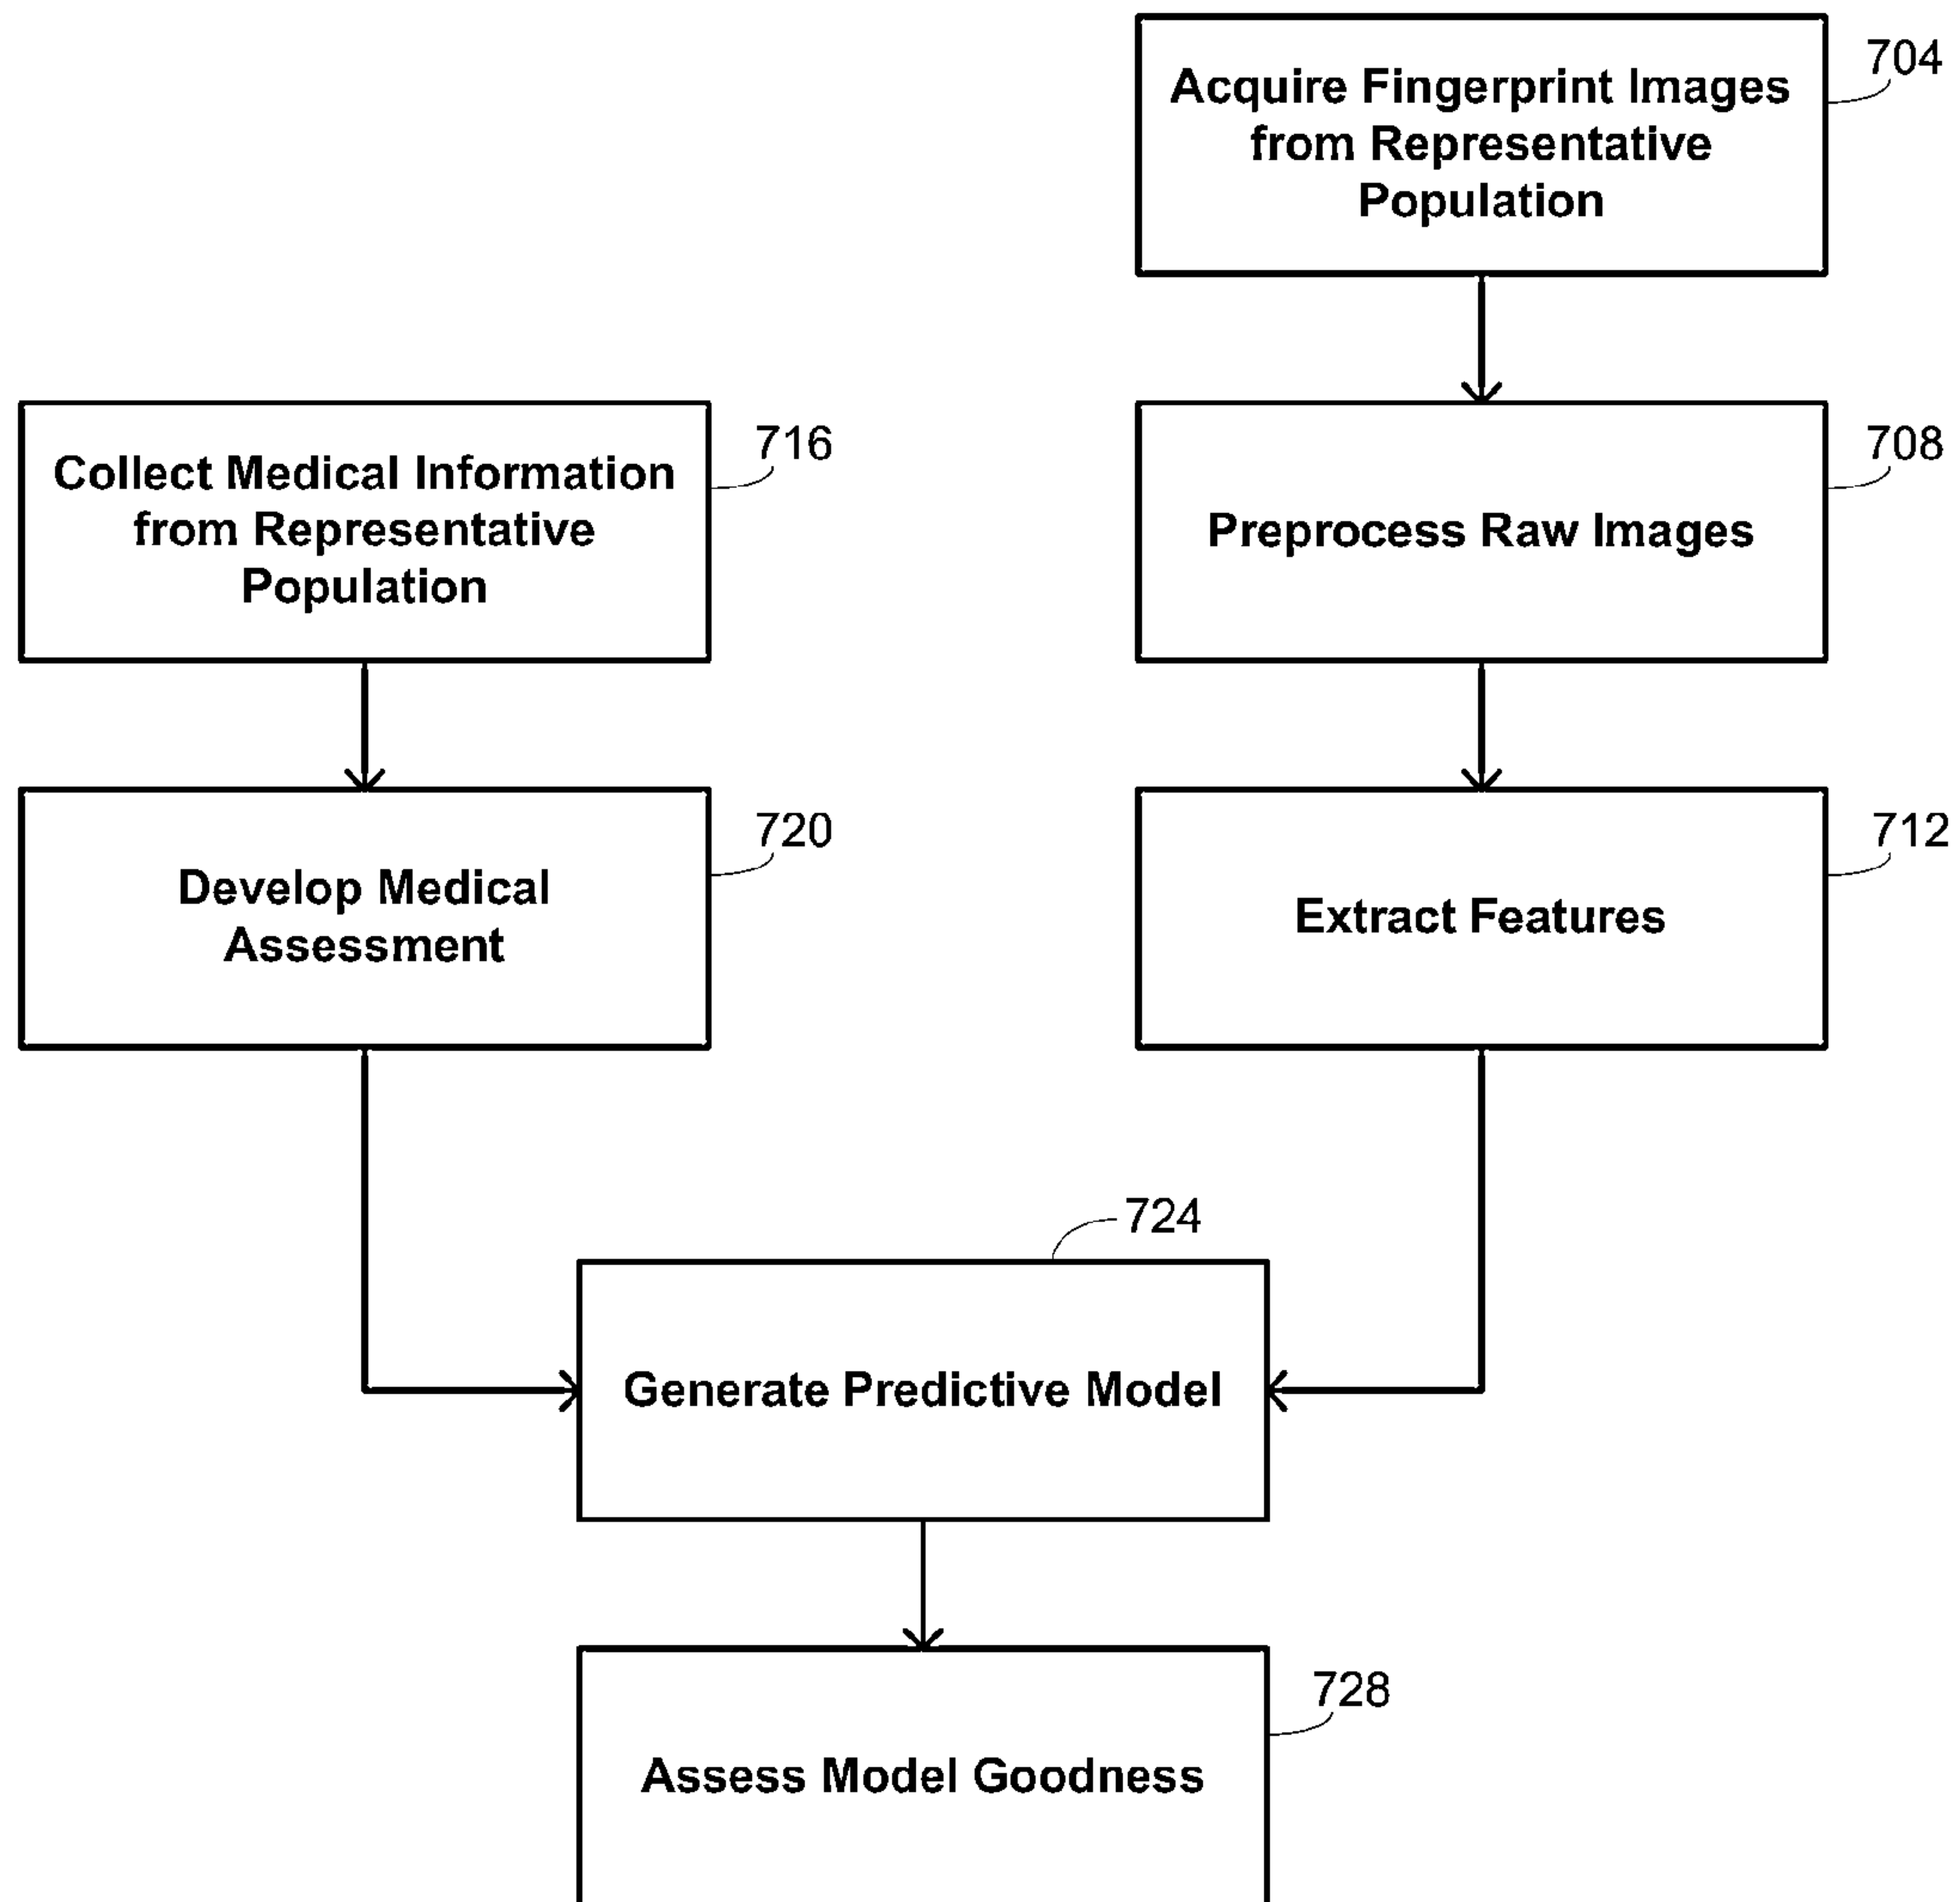 Acquire Fingerprint Images
from Representative
Population
704
Collect Medical Information
from Representative
Population
716
Preprocess Raw Images
708
Develop Medical
Assessment
720
Extract Features
712
724
Generate Predictive Model
728
Assess Model Goodness